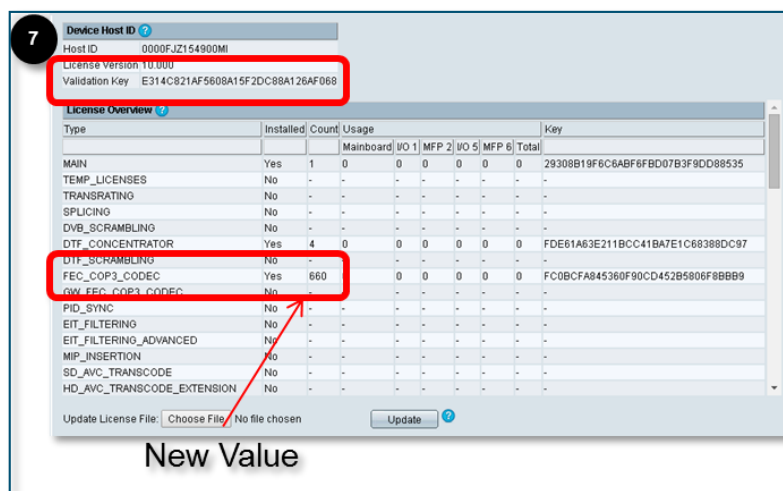 7
Device Host ID ?
Host ID 0000FJZ154900MI
License Version 10.000
Validation Key E314C821AF5608A15F2DC88A126AF068
License Overview ?
Type Installed Count Usage Key
Mainboard I/O 1 MFP 2 I/O 5 MFP 6 Total
MAIN Yes 1 0 0 0 0 0 0 29308B19F6C6ABF6FBD07B3F9DD88535
TEMP_LICENSES No - - - - - - - -
TRANSRATING No - - - - - - - -
SPLICING No - - - - - - - -
DVB_SCRAMBLING No - - - - - - - -
DTF_CONCENTRATOR Yes 4 0 0 0 0 0 0 FDE61A63E211BCC41BA7E1C68388DC97
DTF_SCRAMBLING No - - - - - - - -
FEC_COP3_CODEC Yes 660 0 0 0 0 0 0 FC0BCFA845360F90CD452B5806F8BBB9
GW_FEC_COP3_CODEC No - - - - - - - -
PID_SYNC No - - - - - - - -
EIT_FILTERING No - - - - - - - -
EIT_FILTERING_ADVANCED No - - - - - - - -
MIP_INSERTION No - - - - - - - -
SD_AVC_TRANSCODE No - - - - - - - -
HD_AVC_TRANSCODE_EXTENSION No - - - - - - - -
Update License File: Choose File No file chosen Update ?
New Value